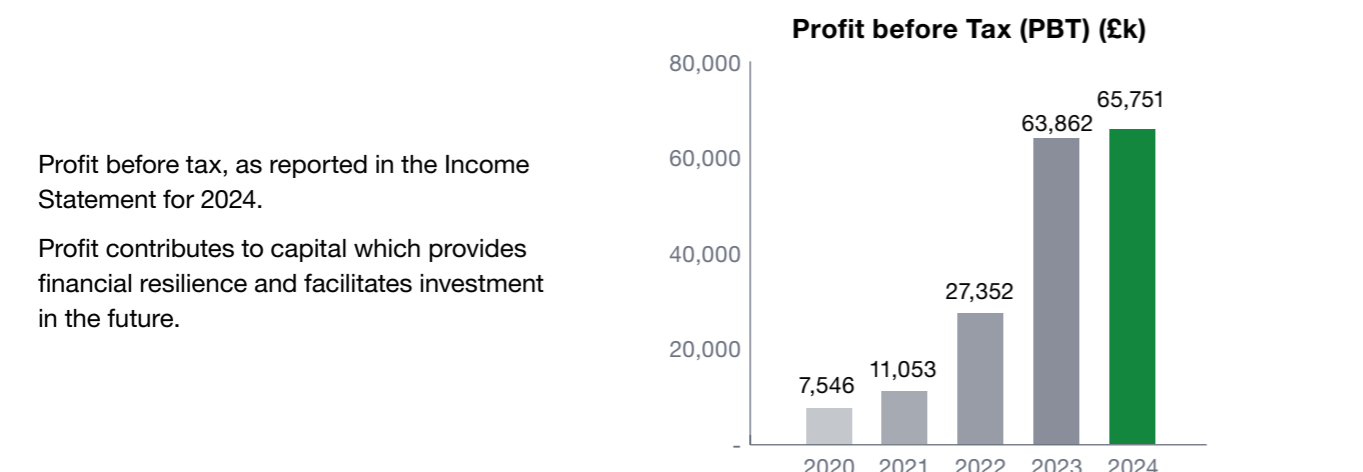 Profit before tax, as reported in the Income
Statement for 2024.
Profit contributes to capital which provides
financial resilience and facilitates investment
in the future.
Profit before Tax (PBT) (£k)
80,000
60,000
40,000
20,000
-
7,546
11,053
27,352
63,862
65,751
2020 2021 2022 2023 2024